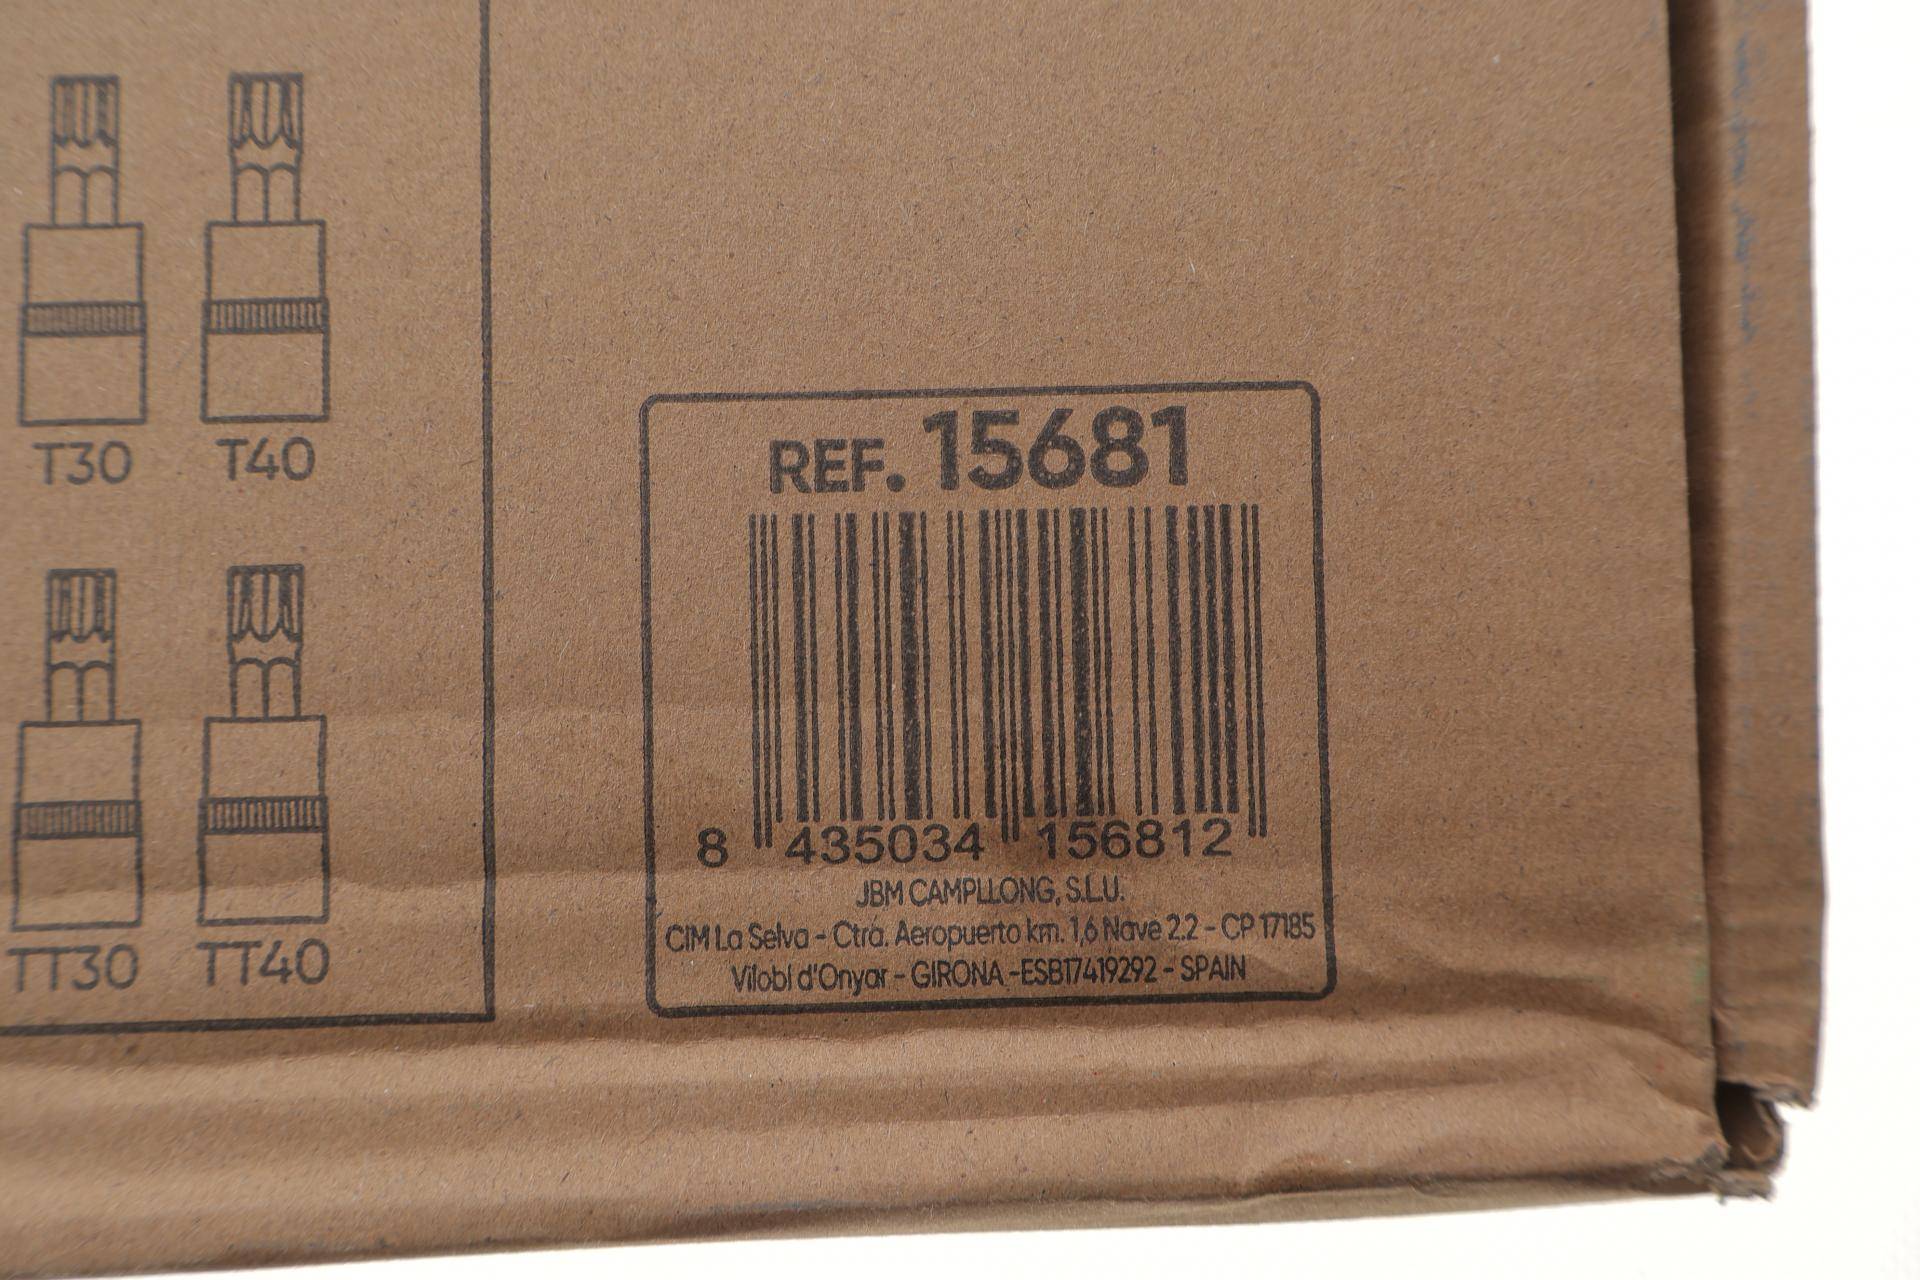 T30 T40
TT30 TT40
REF. 15681
8 435034 156812
JBM CAMPLLONG, S.L.U.
CIM La Selva - Ctra. Aeropuerto km. 1,6 Nave 2.2 - CP 17185
Vilobí d'Onyar - GIRONA -ESB17419292 - SPAIN